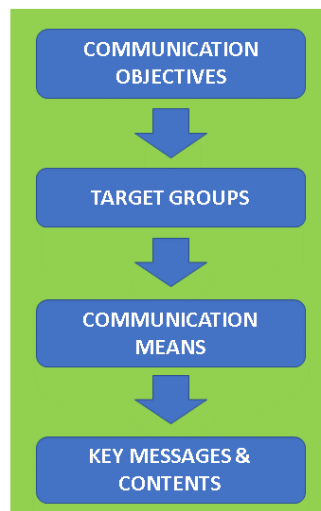 COMMUNICATION
OBJECTIVES
TARGET GROUPS
COMMUNICATION
MEANS
KEY MESSAGES &
CONTENTS